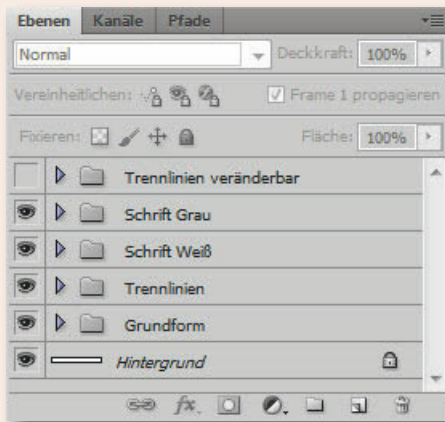 Ebenen Kanäle Pfade
Normal Deckkraft: 100%
Vereinheitlichen: Frame 1 propagieren
Fixieren: Fläche: 100%
Trennlinien veränderbar
Schrift Grau
Schrift Weiß
Trennlinien
Grundform
Hintergrund
fx.